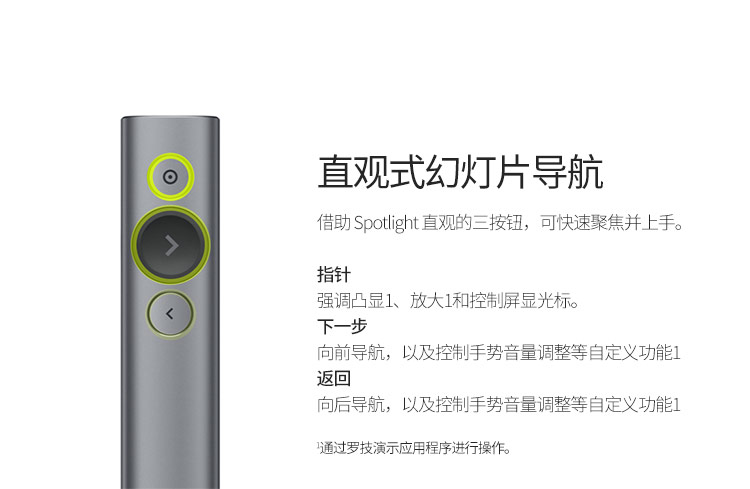 直观式幻灯片导航
借助 Spotlight 直观的三按钮，可快速聚焦并上手。
指针
强调凸显1、放大1和控制屏显光标。
下一步
向前导航，以及控制手势音量调整等自定义功能1
返回
向后导航，以及控制手势音量调整等自定义功能1
¹通过罗技演示应用程序进行操作。